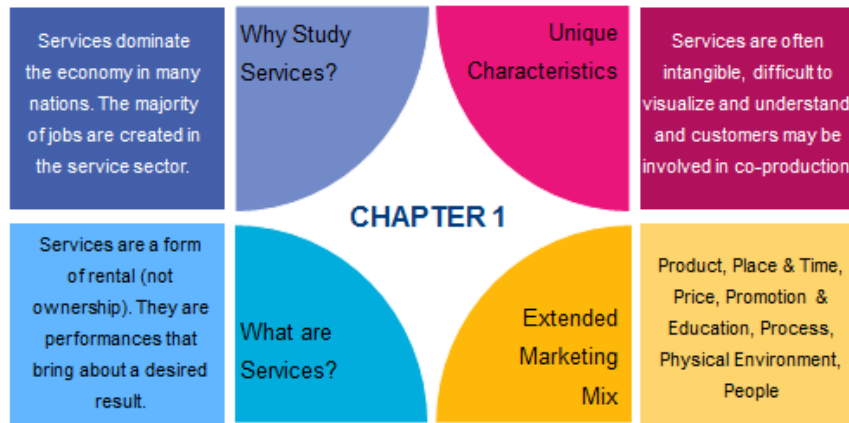 Services dominate
the economy in many
nations. The majority
of jobs are created in
the service sector.
Why Study
Services?
Unique
Characteristics
Services are often
intangible, difficult to
visualize and understand
and customers may be
involved in co-production
CHAPTER 1
Services are a form
of rental (not
ownership). They are
performances that
bring about a desired
result.
What are
Services?
Extended
Marketing
Mix
Product, Place & Time,
Price, Promotion &
Education, Process,
Physical Environment,
People